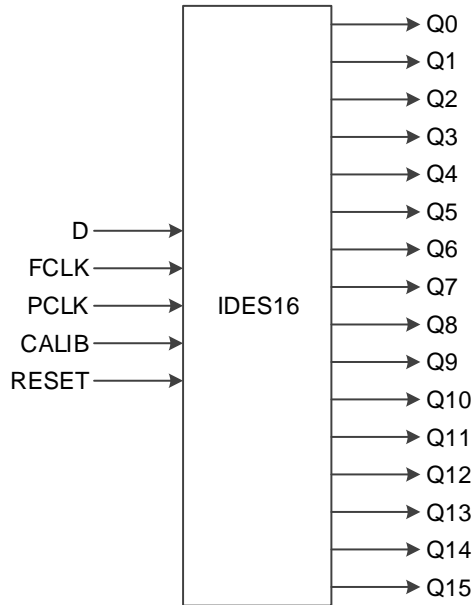 D
FCLK
PCLK
CALIB
RESET
IDES16
Q0
Q1
Q2
Q3
Q4
Q5
Q6
Q7
Q8
Q9
Q10
Q11
Q12
Q13
Q14
Q15